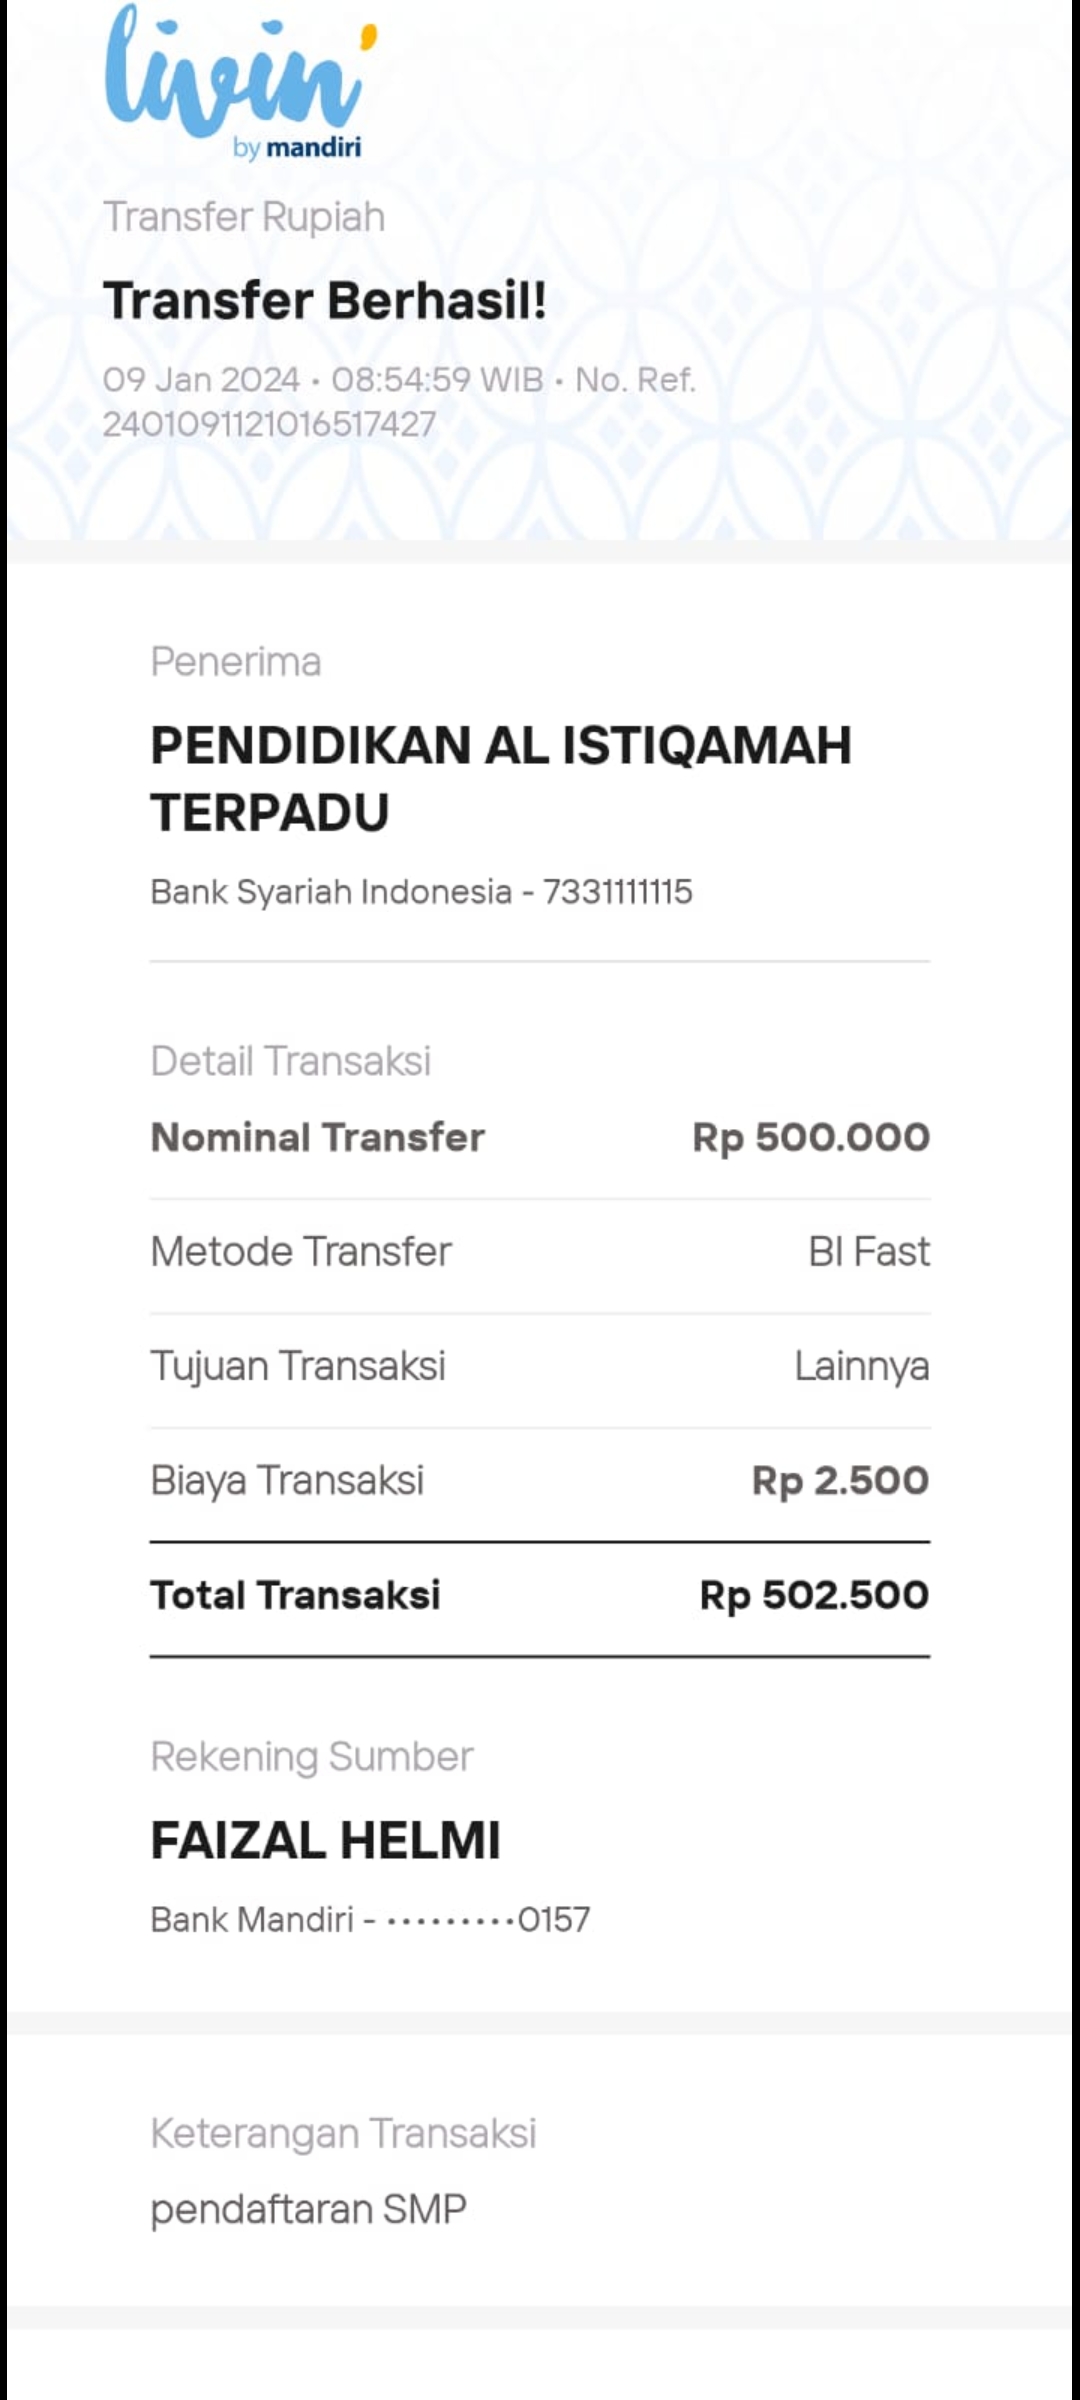 livin'
by mandiri
Transfer Rupiah
Transfer Berhasil!
09 Jan 2024 • 08:54:59 WIB • No. Ref.
2401091121016517427
Penerima
PENDIDIKAN AL ISTIQAMAH
TERPADU
Bank Syariah Indonesia - 7331111115
Detail Transaksi
Nominal Transfer Rp 500.000
Metode Transfer BI Fast
Tujuan Transaksi Lainnya
Biaya Transaksi Rp 2.500
Total Transaksi Rp 502.500
Rekening Sumber
FAIZAL HELMI
Bank Mandiri - •••••••••0157
Keterangan Transaksi
pendaftaran SMP